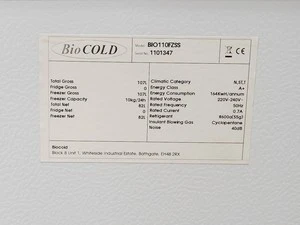 BioCOLD
Model: BIO110FZSS
Serial No: 1101347
CE
Total Gross 107L
Fridge Gross 0
Freezer Gross 107L
Freezer Capacity 10kg/24h
Total Net 82L
Fridge Net 0
Freezer Net 82L
Climatic Category N,ST,T
Energy Class A+
Energy Consumption 164KwH/annum
Rated Voltage 220V-240V~
Rated Frequency 50Hz
Rated Current 0.7A
Refrigerant R600a(55g)
Insulant Blowing Gas Cyclopentane
Noise 40dB
Biocold
Block B Unit 1, Whiteside Industrial Estate, Bathgate, EH48 2RX